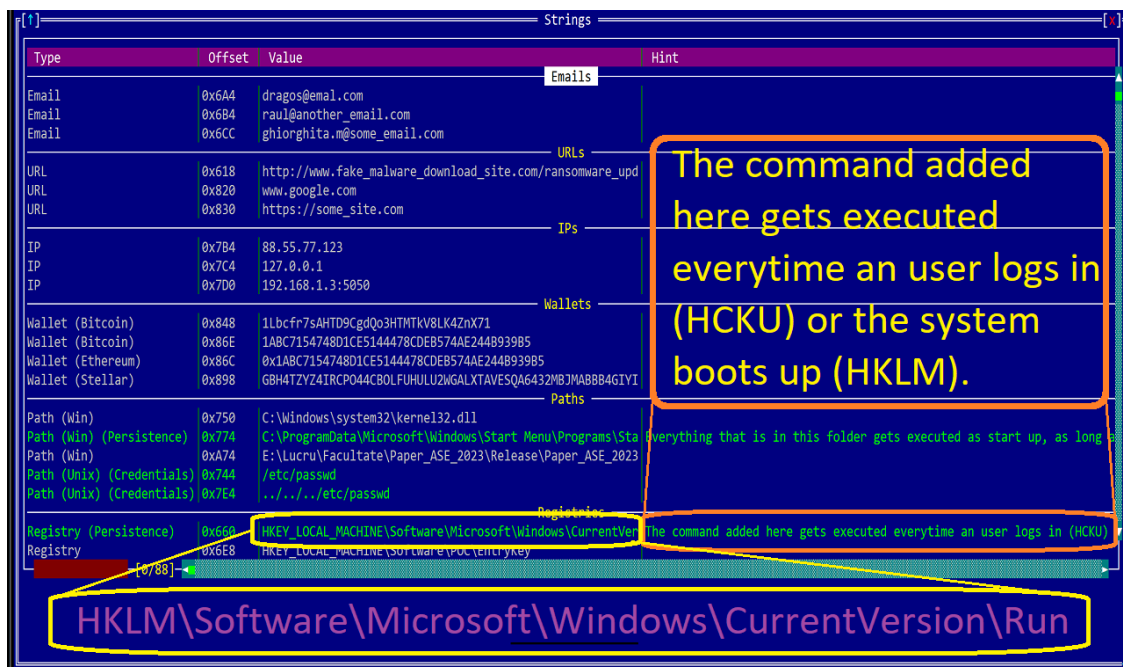 [↑] Strings [x]
Type Offset Value Hint
Emails
Email 0x6A4 dragos@emal.com
Email 0x6B4 raul@another_email.com
Email 0x6CC ghiorghita.m@some_email.com
URLs
URL 0x618 http://www.fake_malware_download_site.com/ransomware_upd
URL 0x820 www.google.com
URL 0x830 https://some_site.com
IPs
IP 0x7B4 88.55.77.123
IP 0x7C4 127.0.0.1
IP 0x7D0 192.168.1.3:5050
Wallets
Wallet (Bitcoin) 0x848 1Lbcfr7sAHTD9CgdQo3HTMTkV8LK4ZnX71
Wallet (Bitcoin) 0x86E 1ABC7154748D1CE5144478CDEB574AE244B939B5
Wallet (Ethereum) 0x86C 0x1ABC7154748D1CE5144478CDEB574AE244B939B5
Wallet (Stellar) 0x898 GBH4TZYZ4IRCPO44CBOLFUHULU2WGALXTAVESQA6432MBJMABBB4GIYI
Paths
Path (Win) 0x750 C:\Windows\system32\kernel32.dll
Path (Win) (Persistence) 0x774 C:\ProgramData\Microsoft\Windows\Start Menu\Programs\Sta Everything that is in this folder gets executed as start up, as long a
Path (Win) 0xA74 E:\Lucru\Facultate\Paper_ASE_2023\Release\Paper_ASE_2023
Path (Unix) (Credentials) 0x744 /etc/passwd
Path (Unix) (Credentials) 0x7E4 ../../../etc/passwd
Registries
Registry (Persistence) 0x660 HKEY_LOCAL_MACHINE\Software\Microsoft\Windows\CurrentVer The command added here gets executed everytime an user logs in (HCKU)
Registry 0x6E8 HKEY_LOCAL_MACHINE\Software\POC\EntryKey
[0/88]
The command added
here gets executed
everytime an user logs in
(HCKU) or the system
boots up (HKLM).
HKLM\Software\Microsoft\Windows\CurrentVersion\Run